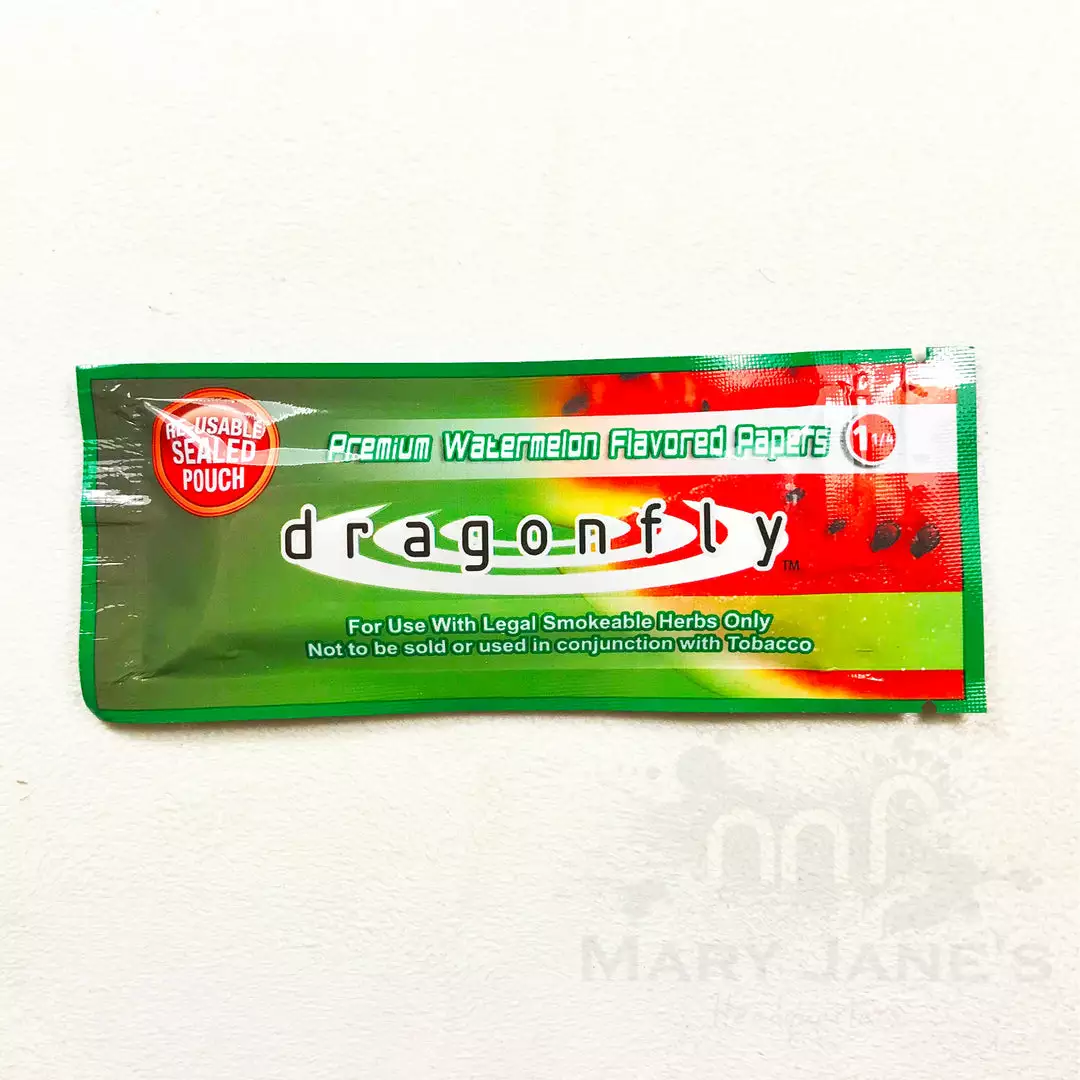 RE-USABLE
SEALED
POUCH
Premium Watermelon Flavored Papers
1 1/4
dragonfly
TM
For Use With Legal Smokeable Herbs Only
Not to be sold or used in conjunction with Tobacco
MARY JANE'S